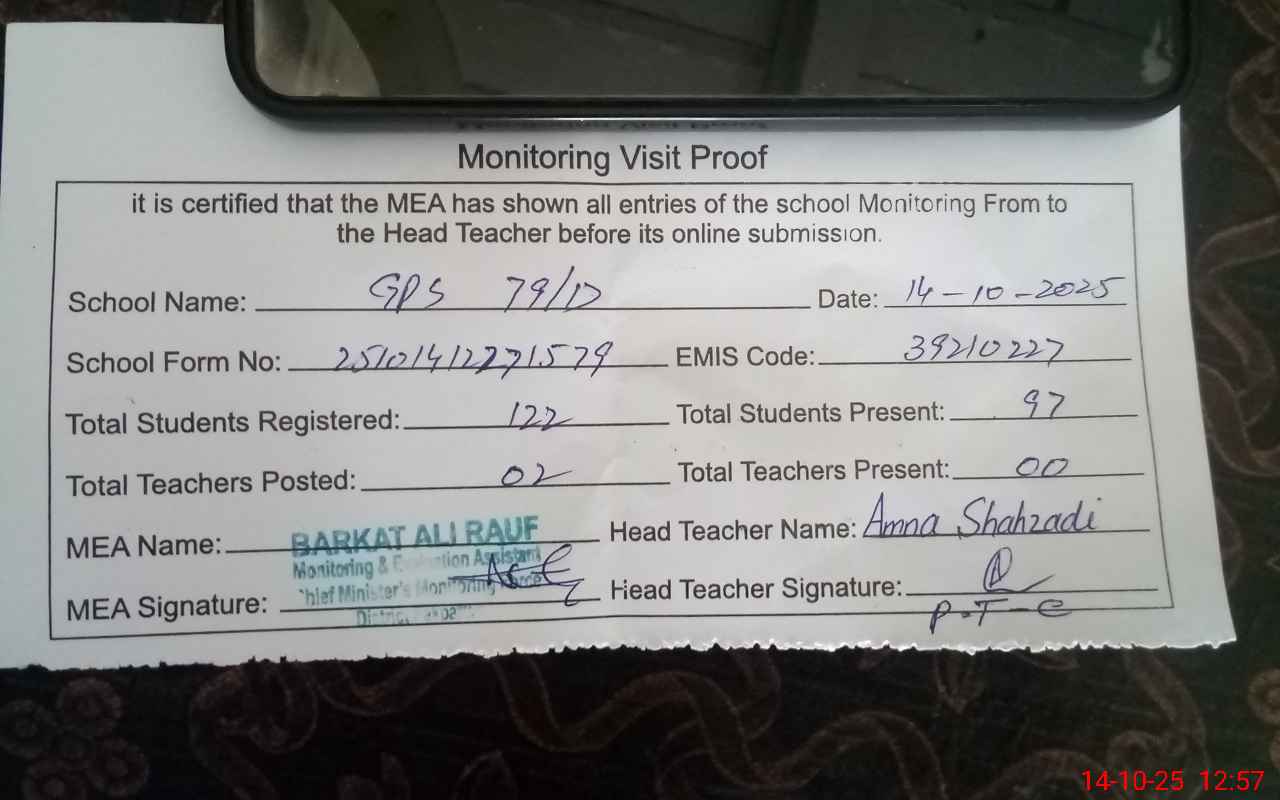 Monitoring Visit Proof
it is certified that the MEA has shown all entries of the school Monitoring From to
the Head Teacher before its online submission.
School Name: GPS 79/D Date: 14-10-2025
School Form No: EMIS Code: 39210227
Total Students Registered: 122 Total Students Present: 97
Total Teachers Posted: 02 Total Teachers Present: 00
MEA Name: BARKAT ALI RAUF Head Teacher Name: Amna Shahzadi
Monitoring & Evaluation Assistant
Chief Minister's Monitoring Force
MEA Signature: Head Teacher Signature:
P.T-C
14-10-25 12:57